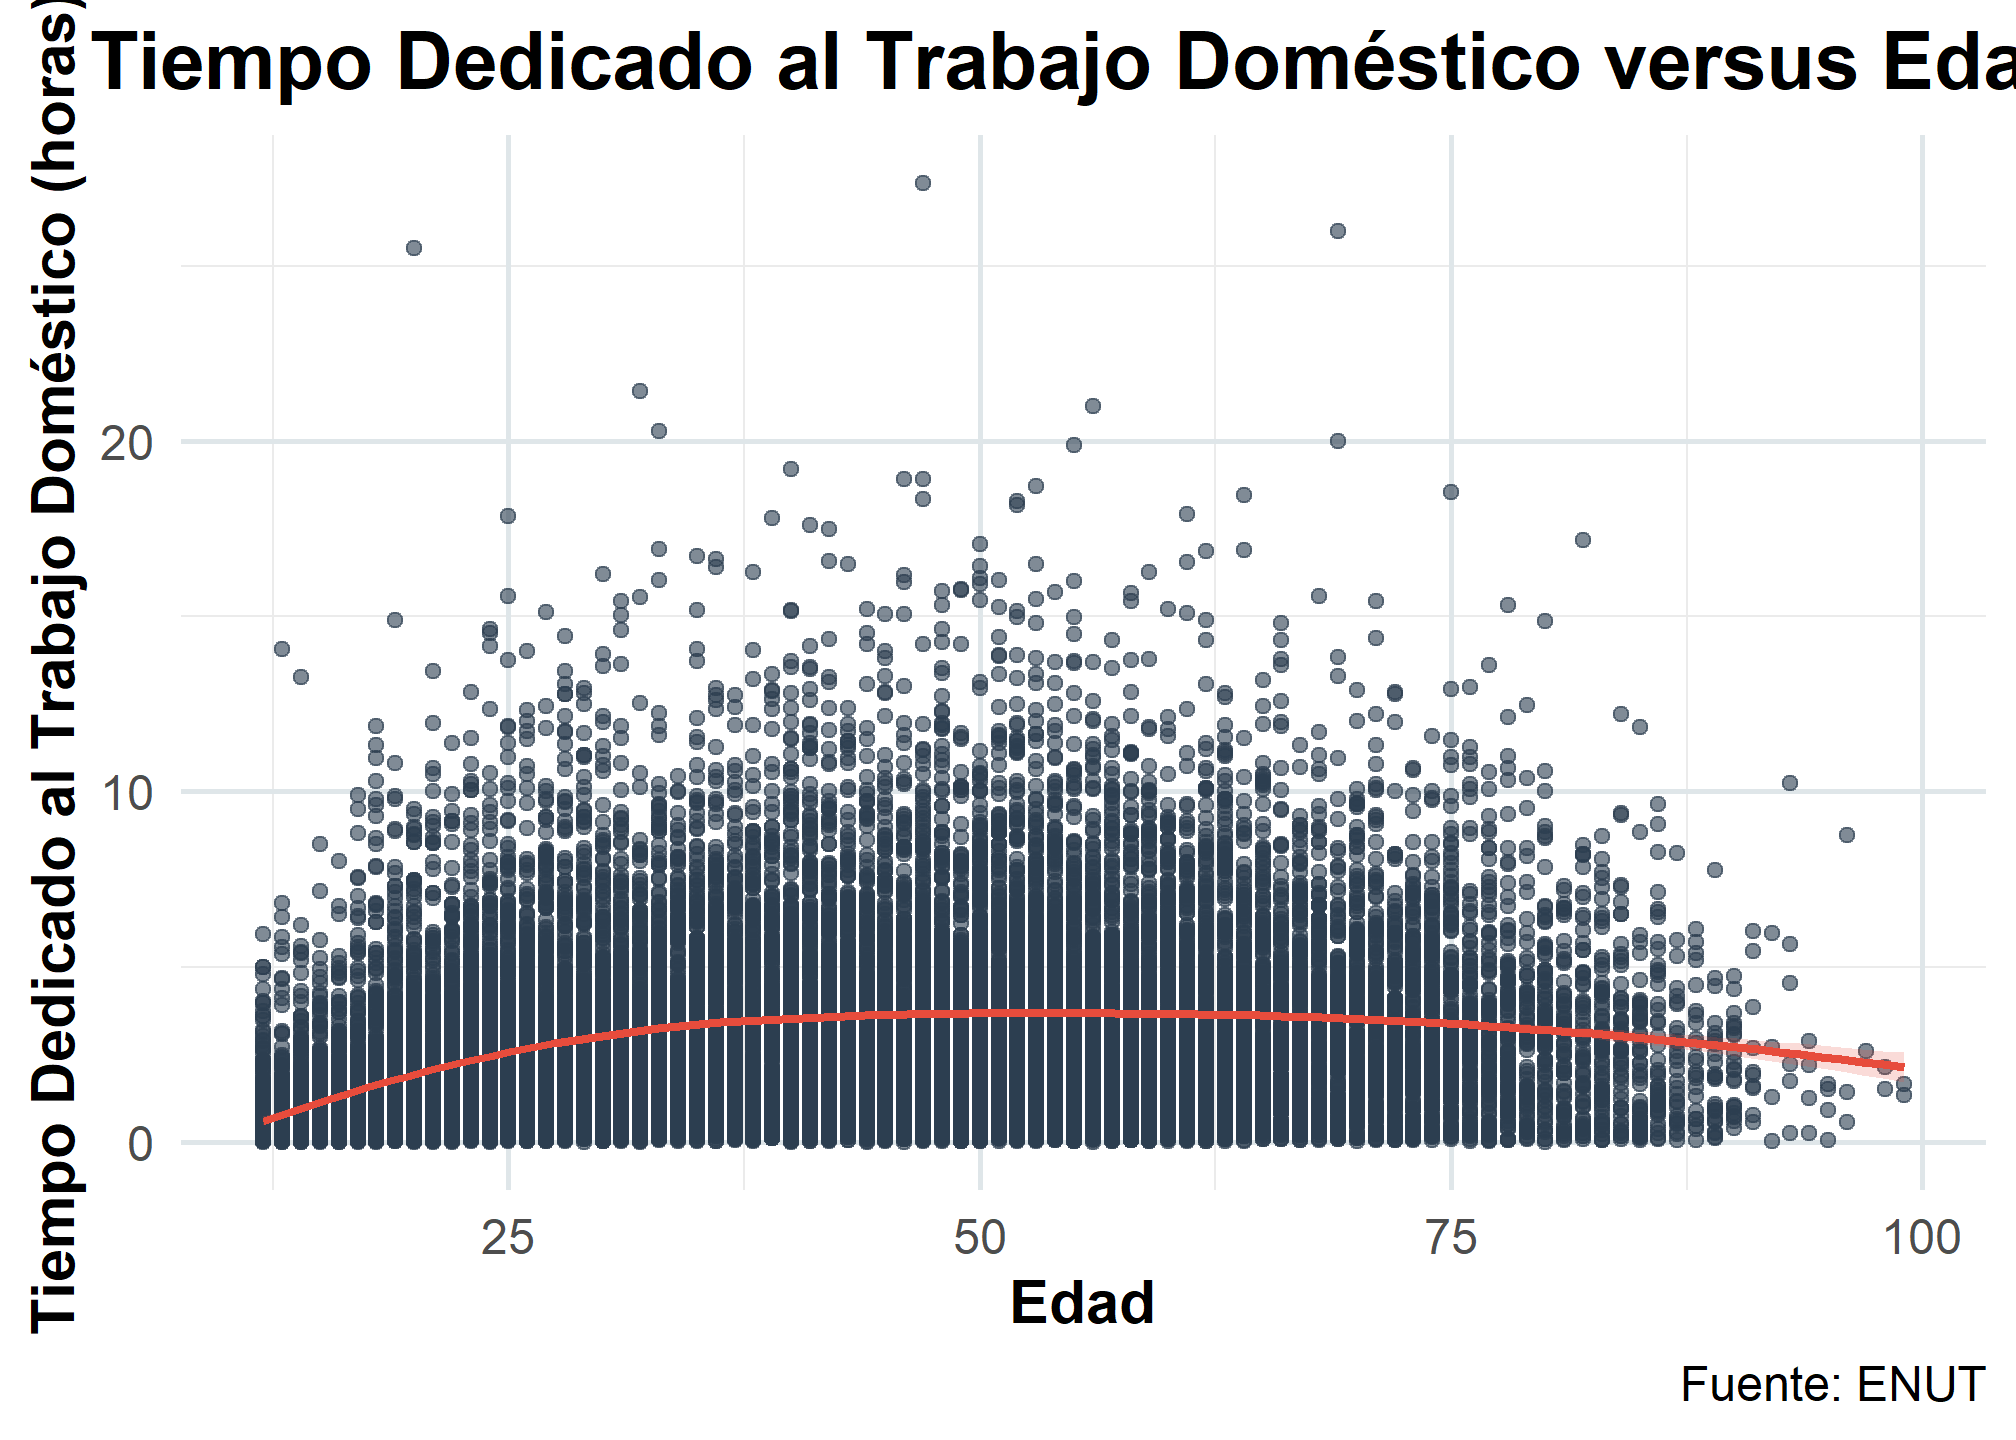 Tiempo Dedicado al Trabajo Doméstico versus Eda
Tiempo Dedicado al Trabajo Doméstico (horas)
20
10
0
25
50
75
100
Edad
Fuente: ENUT